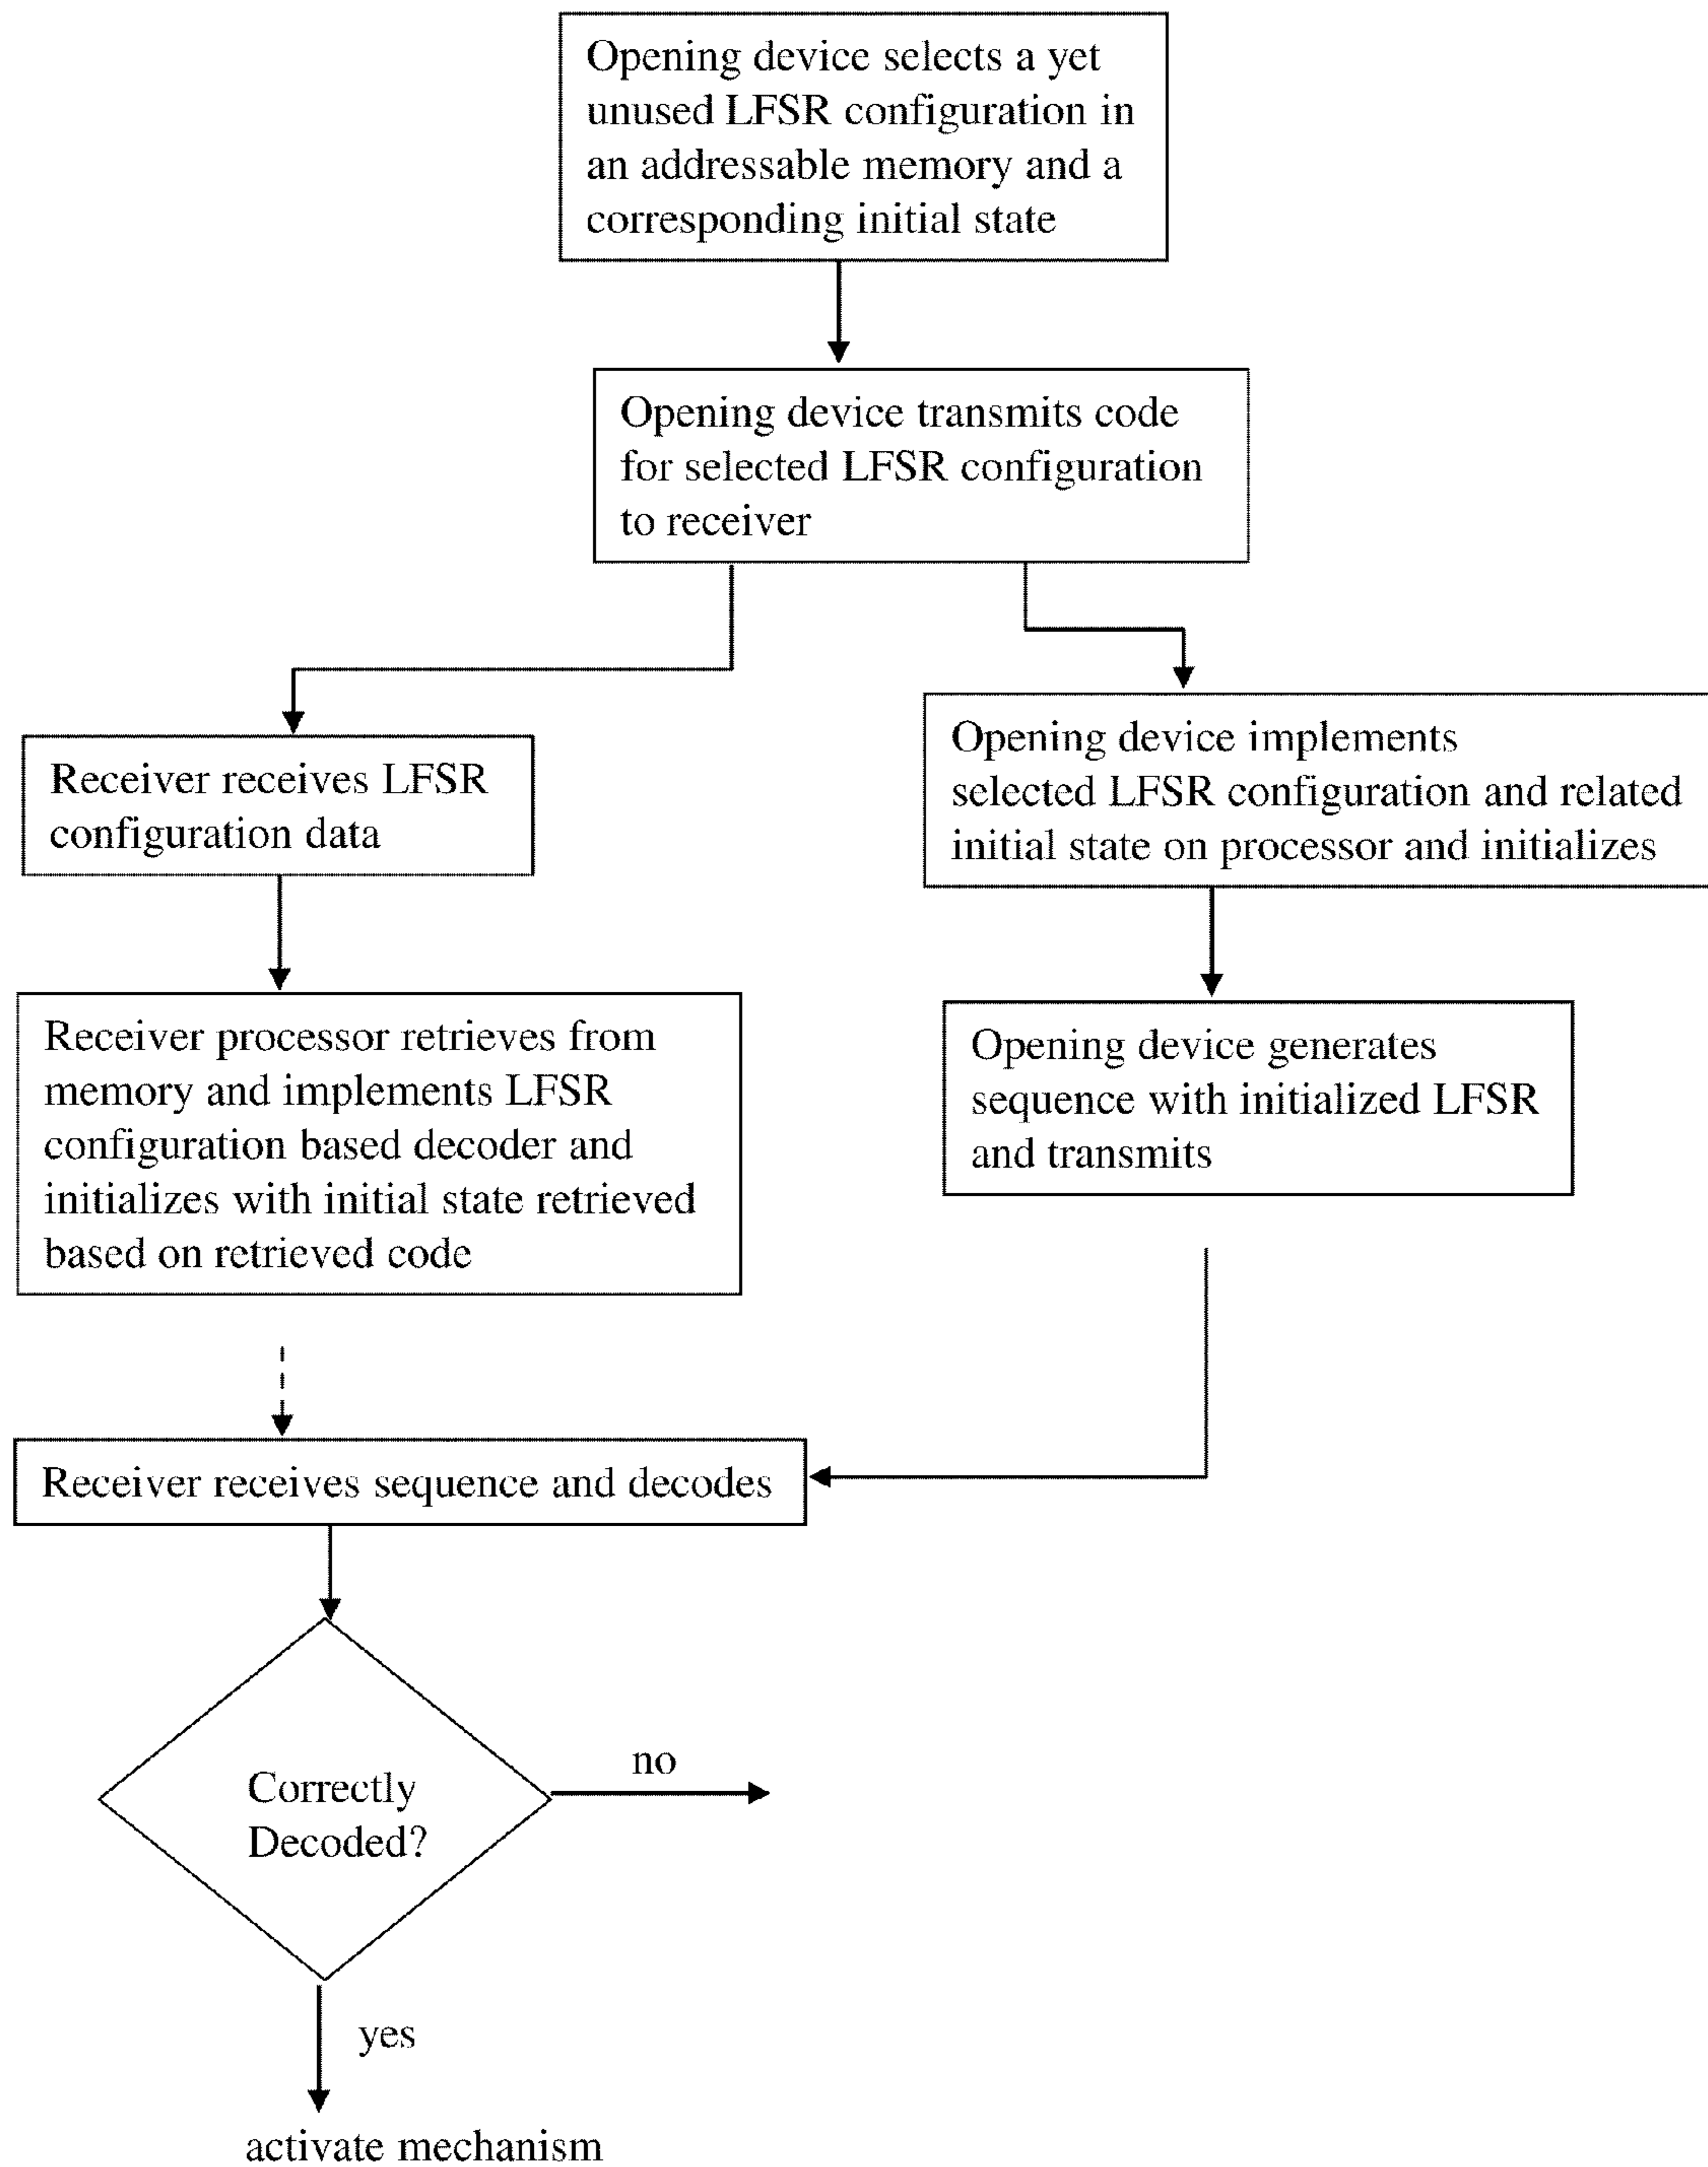 Opening device selects a yet
unused LFSR configuration in
an addressable memory and a
corresponding initial state
Opening device transmits code
for selected LFSR configuration
to receiver
Receiver receives LFSR
configuration data
Opening device implements
selected LFSR configuration and related
initial state on processor and initializes
Receiver processor retrieves from
memory and implements LFSR
configuration based decoder and
initializes with initial state retrieved
based on retrieved code
Opening device generates
sequence with initialized LFSR
and transmits
Receiver receives sequence and decodes
Correctly
Decoded?
no
yes
activate mechanism